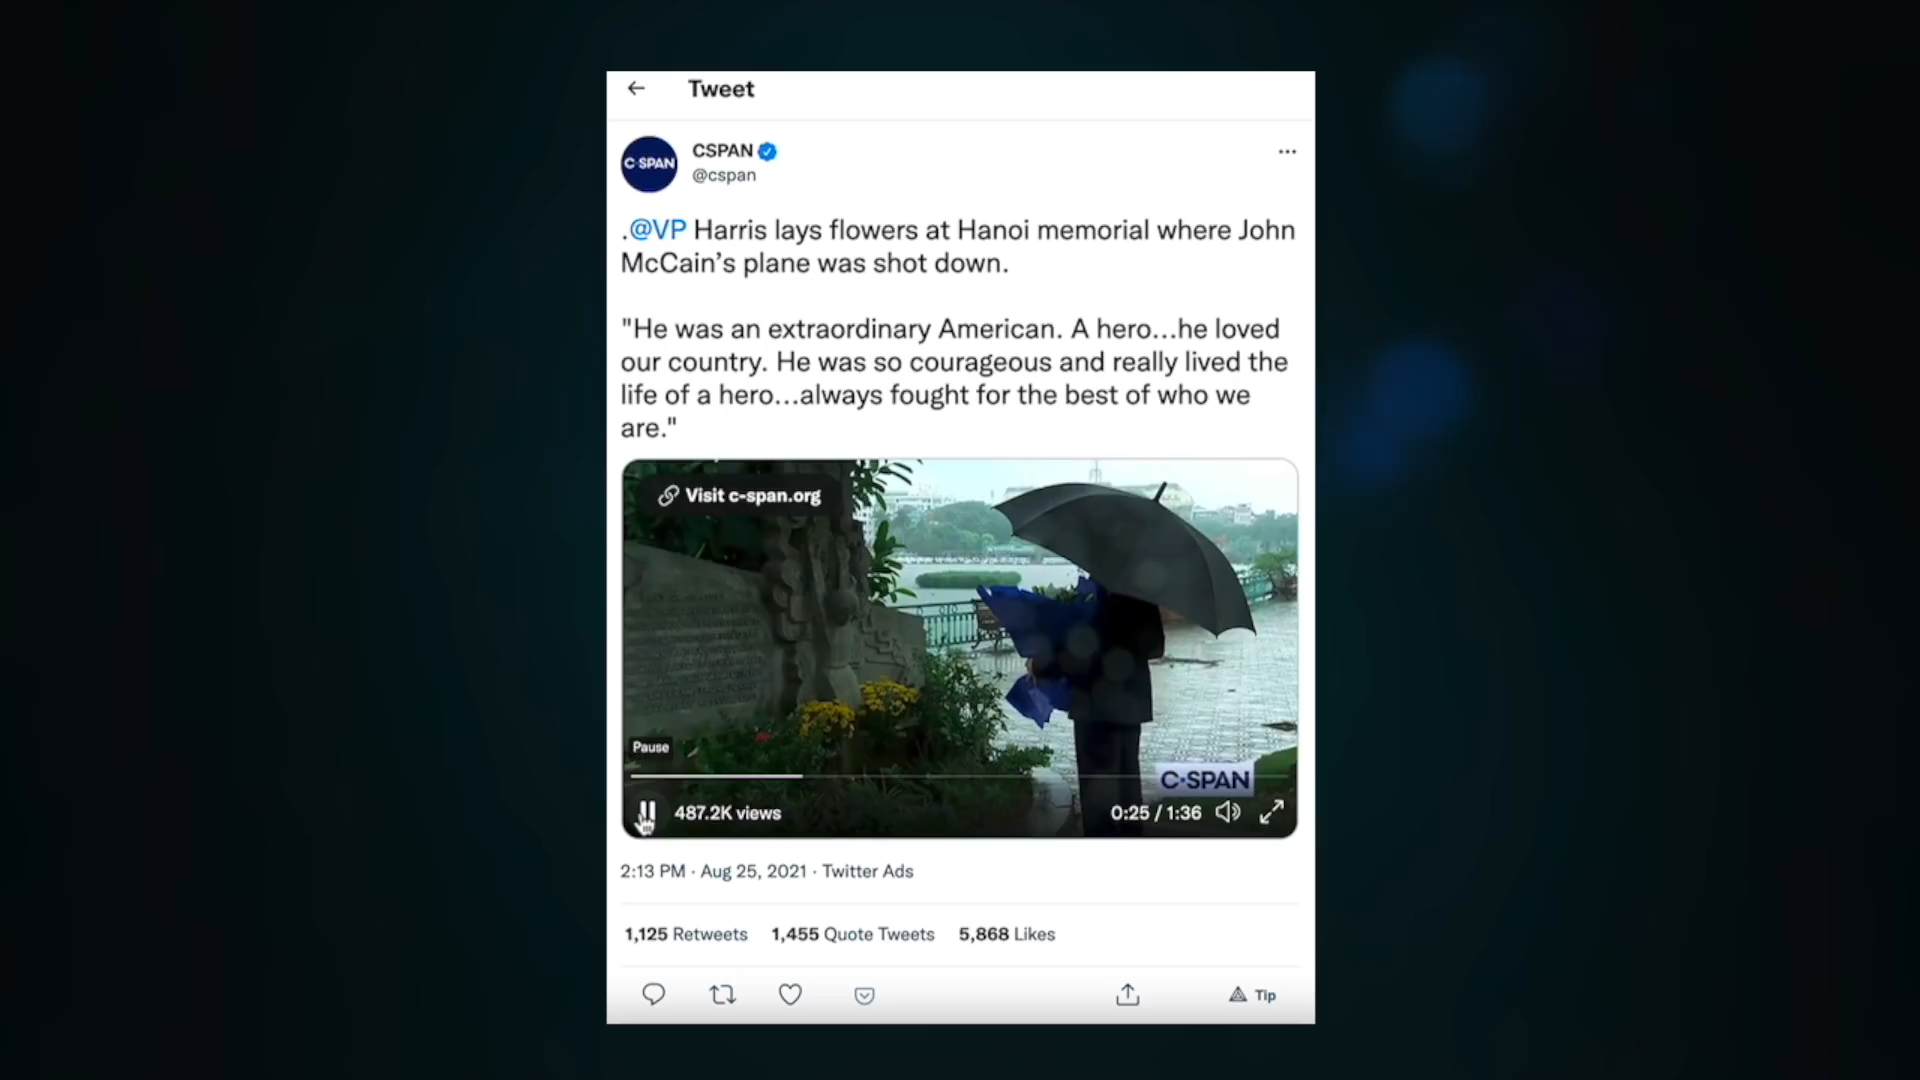 Tweet
C-SPAN
CSPAN
@cspan
.@VP Harris lays flowers at Hanoi memorial where John
McCain’s plane was shot down.
"He was an extraordinary American. A hero…he loved
our country. He was so courageous and really lived the
life of a hero…always fought for the best of who we
are."
Visit c-span.org
Pause
C·SPAN
487.2K views
0:25 / 1:36
2:13 PM · Aug 25, 2021 · Twitter Ads
1,125 Retweets 1,455 Quote Tweets 5,868 Likes
Tip